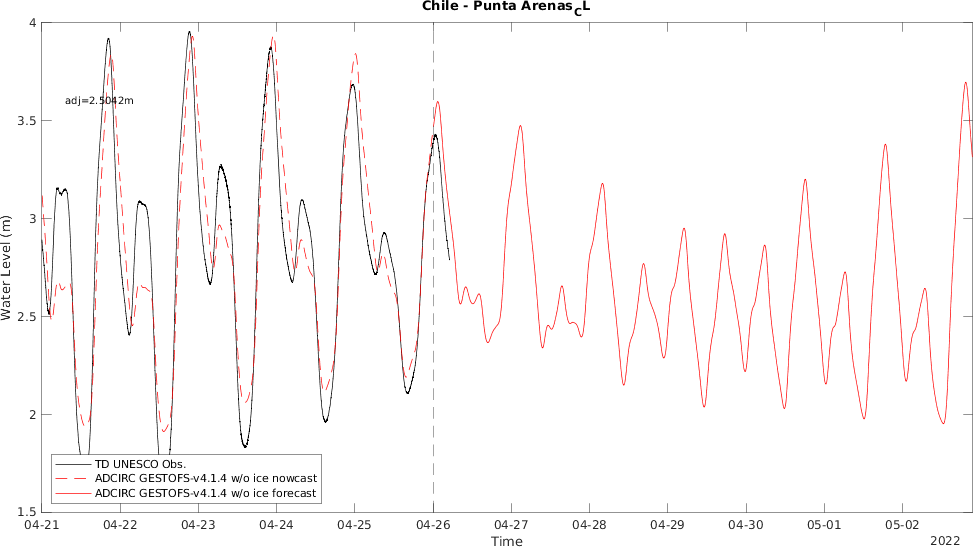 Chile - Punta Arenas_CL
4
3.5
3
2.5
2
1.5
Water Level (m)
adj=2.5042m
TD UNESCO Obs.
ADCIRC GESTOFS-v4.1.4 w/o ice nowcast
ADCIRC GESTOFS-v4.1.4 w/o ice forecast
04-21 04-22 04-23 04-24 04-25 04-26 04-27 04-28 04-29 04-30 05-01 05-02
Time
2022